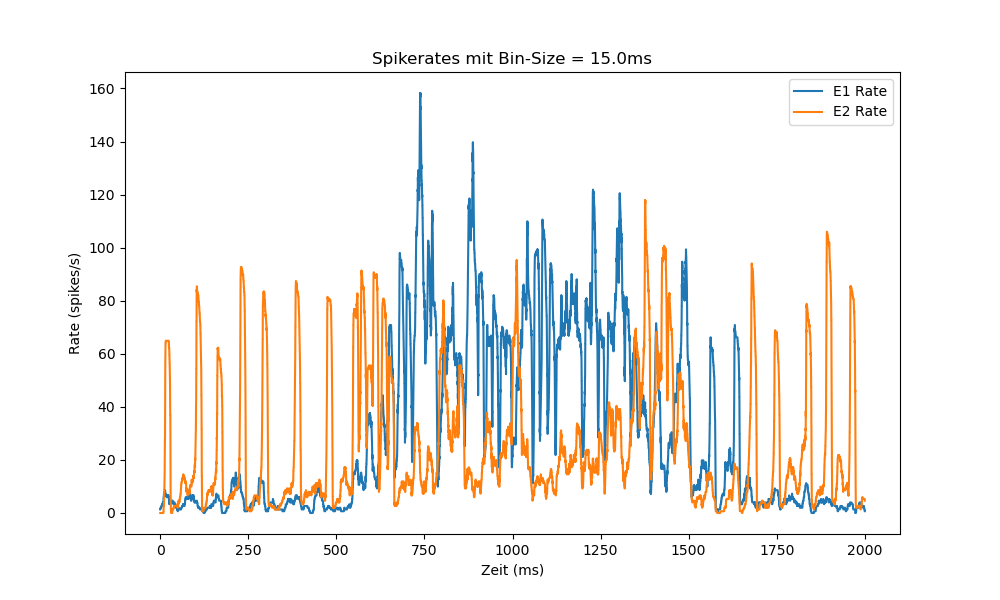 Spikerates mit Bin-Size = 15.0ms
E1 Rate
E2 Rate
160
140
120
100
80
60
40
20
0
Rate (spikes/s)
0 250 500 750 1000 1250 1500 1750 2000
Zeit (ms)